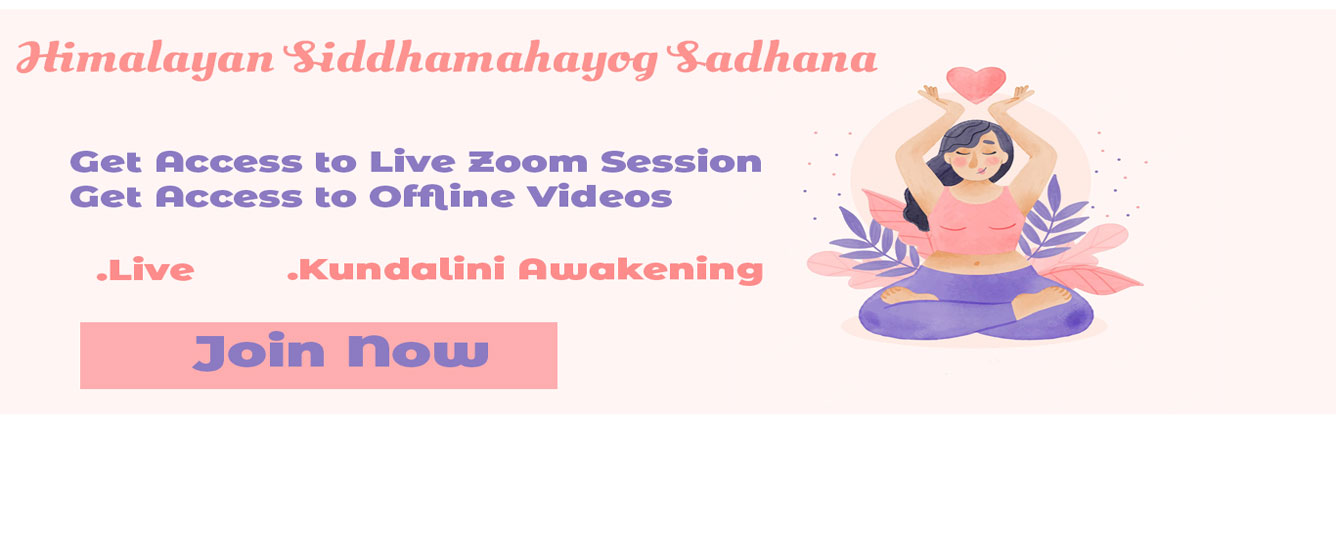 Himalayan Siddhamahayog Sadhana
Get Access to Live Zoom Session
Get Access to Offline Videos
.Live .Kundalini Awakening
Join Now